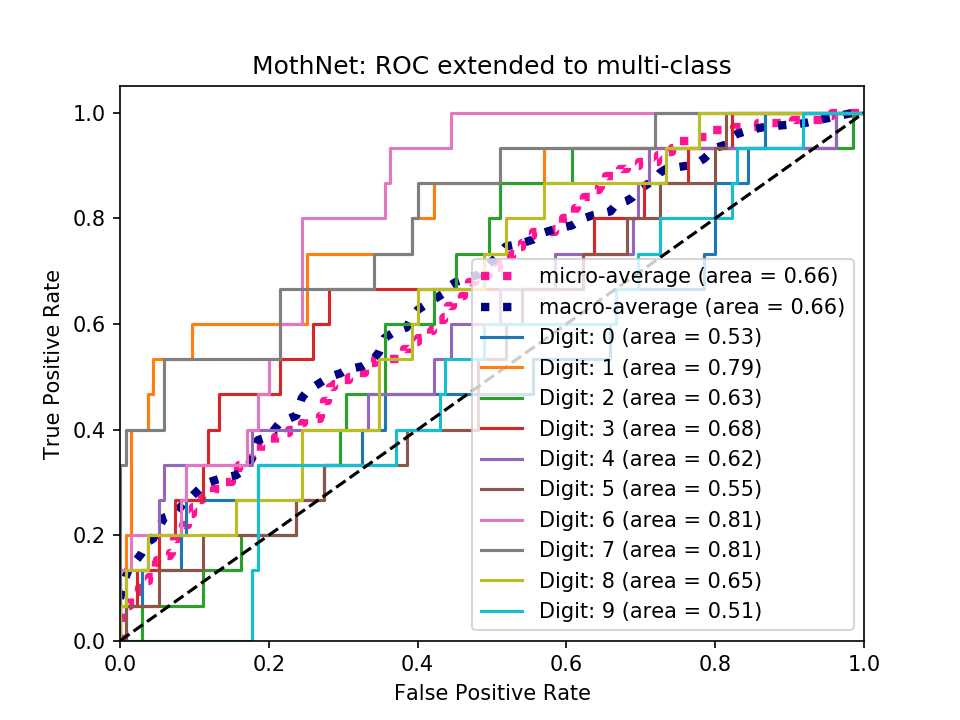 MothNet: ROC extended to multi-class
1.0
0.8
0.6
0.4
0.2
0.0
True Positive Rate
micro-average (area = 0.66)
macro-average (area = 0.66)
Digit: 0 (area = 0.53)
Digit: 1 (area = 0.79)
Digit: 2 (area = 0.63)
Digit: 3 (area = 0.68)
Digit: 4 (area = 0.62)
Digit: 5 (area = 0.55)
Digit: 6 (area = 0.81)
Digit: 7 (area = 0.81)
Digit: 8 (area = 0.65)
Digit: 9 (area = 0.51)
0.0 0.2 0.4 0.6 0.8 1.0
False Positive Rate